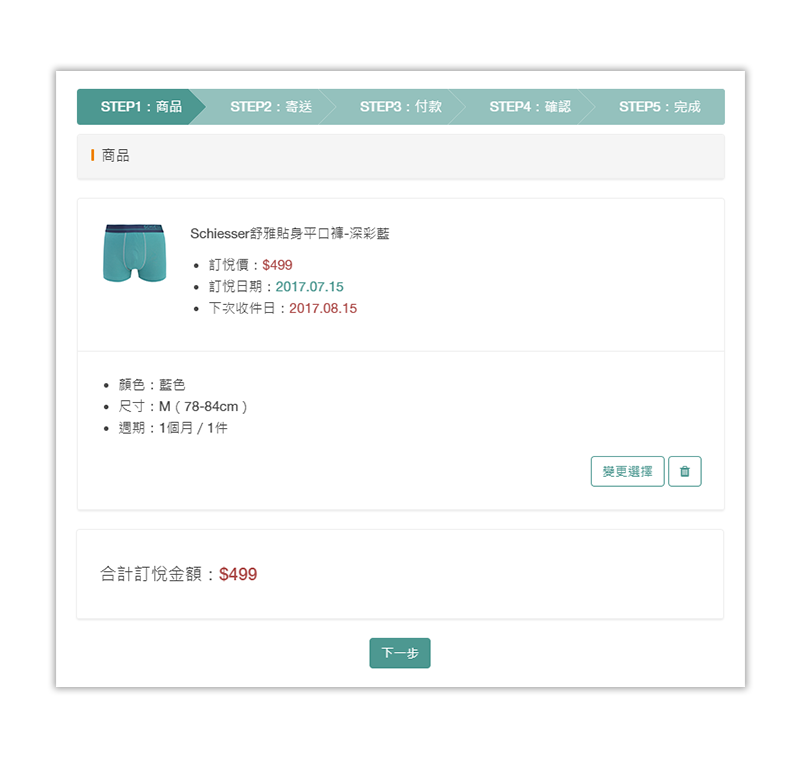 STEP1：商品
STEP2：寄送
STEP3：付款
STEP4：確認
STEP5：完成
商品
Schiesser舒雅貼身平口褲-深彩藍
訂悅價：$499
訂悅日期：2017.07.15
下次收件日：2017.08.15
顏色：藍色
尺寸：M（78-84cm）
週期：1個月 / 1件
變更選擇
合計訂悅金額：$499
下一步